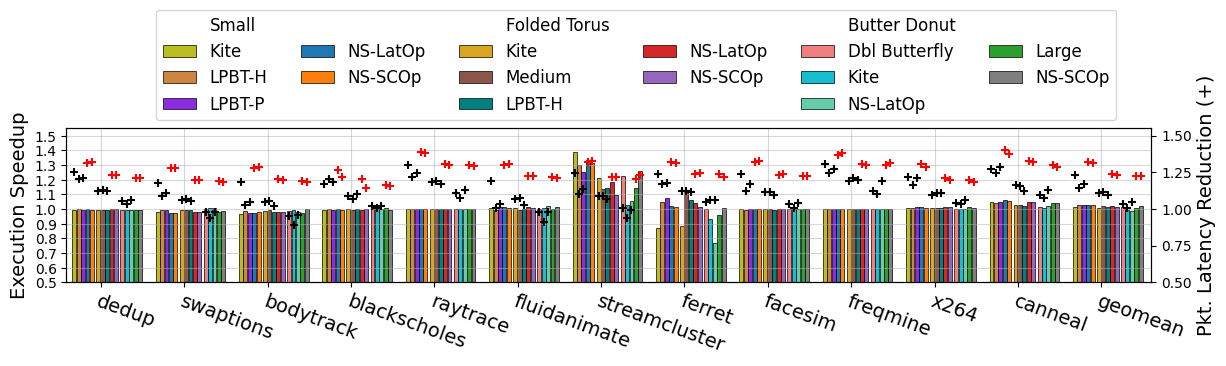 Small
Folded Torus
Butter Donut
Kite
NS-LatOp
Kite
NS-LatOp
Dbl Butterfly
Large
LPBT-H
NS-SCOp
Medium
NS-SCOp
Kite
NS-SCOp
LPBT-P
LPBT-H
NS-LatOp
Execution Speedup
1.5
1.4
1.3
1.2
1.1
1.0
0.9
0.8
0.7
0.6
0.5
Pkt. Latency Reduction (+)
1.50
1.25
1.00
0.75
0.50
dedup
swaptions
bodytrack
blackscholes
raytrace
fluidanimate
streamcluster
ferret
facesim
freqmine
x264
canneal
geomean